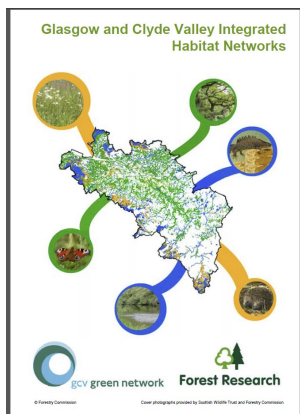 Glasgow and Clyde Valley Integrated
Habitat Networks
gcv green network
Forest Research
© Forestry Commission
Cover photographs provided by Scottish Wildlife Trust and Forestry Commission